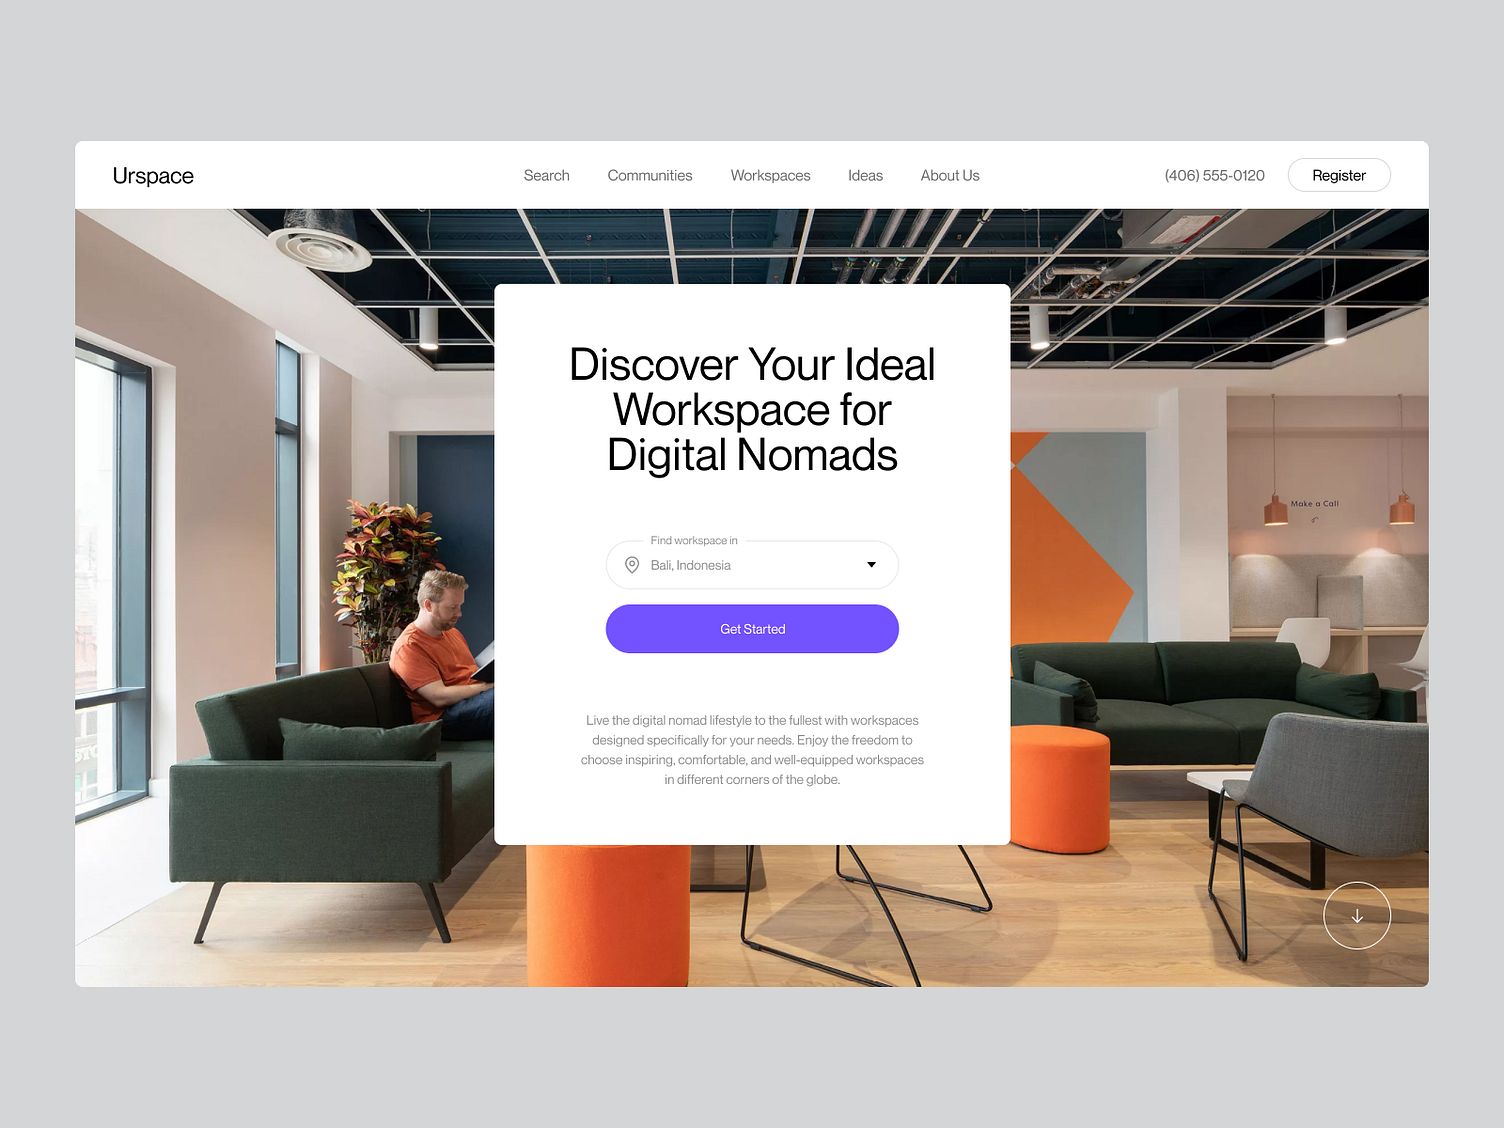 Urspace
Search
Communities
Workspaces
Ideas
About Us
(406) 555-0120
Register
Discover Your Ideal
Workspace for
Digital Nomads
Find workspace in
Bali, Indonesia
Get Started
Live the digital nomad lifestyle to the fullest with workspaces
designed specifically for your needs. Enjoy the freedom to
choose inspiring, comfortable, and well-equipped workspaces
in different corners of the globe.
Make a Call